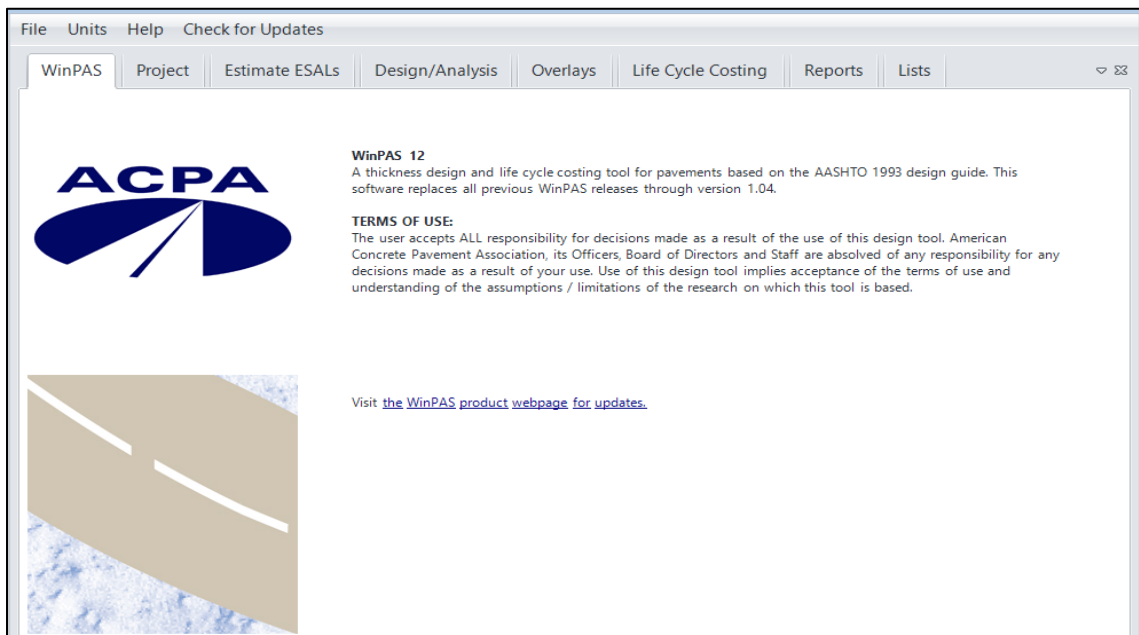 File Units Help Check for Updates
WinPAS Project Estimate ESALs Design/Analysis Overlays Life Cycle Costing Reports Lists
ACPA
WinPAS 12
A thickness design and life cycle costing tool for pavements based on the AASHTO 1993 design guide. This
software replaces all previous WinPAS releases through version 1.04.
TERMS OF USE:
The user accepts ALL responsibility for decisions made as a result of the use of this design tool. American
Concrete Pavement Association, its Officers, Board of Directors and Staff are absolved of any responsibility for any
decisions made as a result of your use. Use of this design tool implies acceptance of the terms of use and
understanding of the assumptions / limitations of the research on which this tool is based.
Visit the WinPAS product webpage for updates.